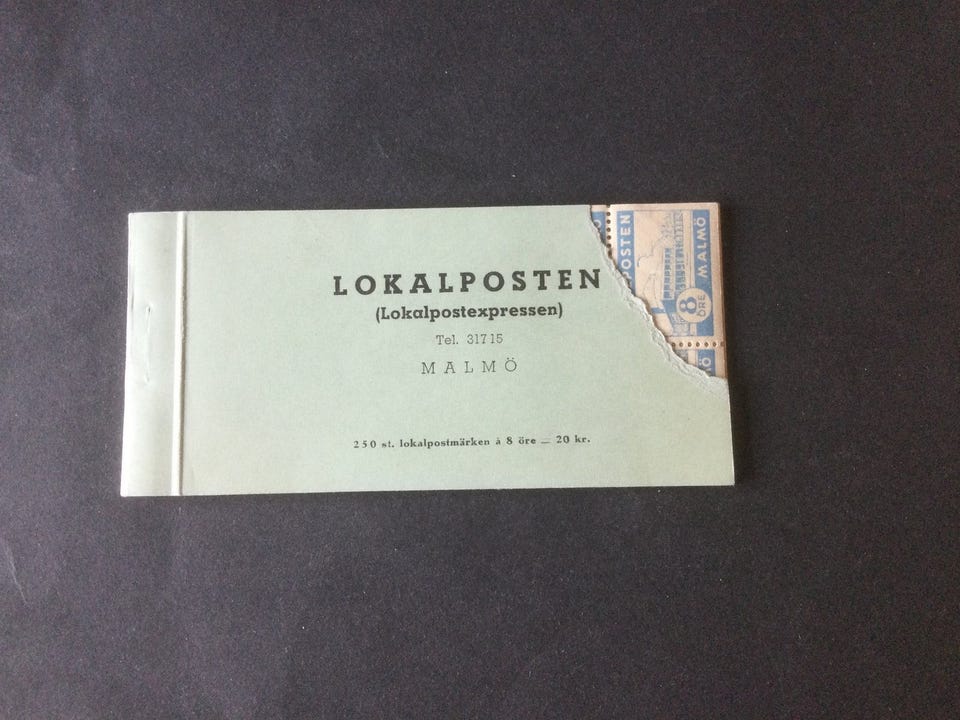 LOKALPOSTEN
(Lokalpostexpressen)
Tel. 31715
MALMÖ
250 st. lokalpostmärken à 8 öre = 20 kr.
POSTEN
MALMÖ
8
ÖRE
Ö